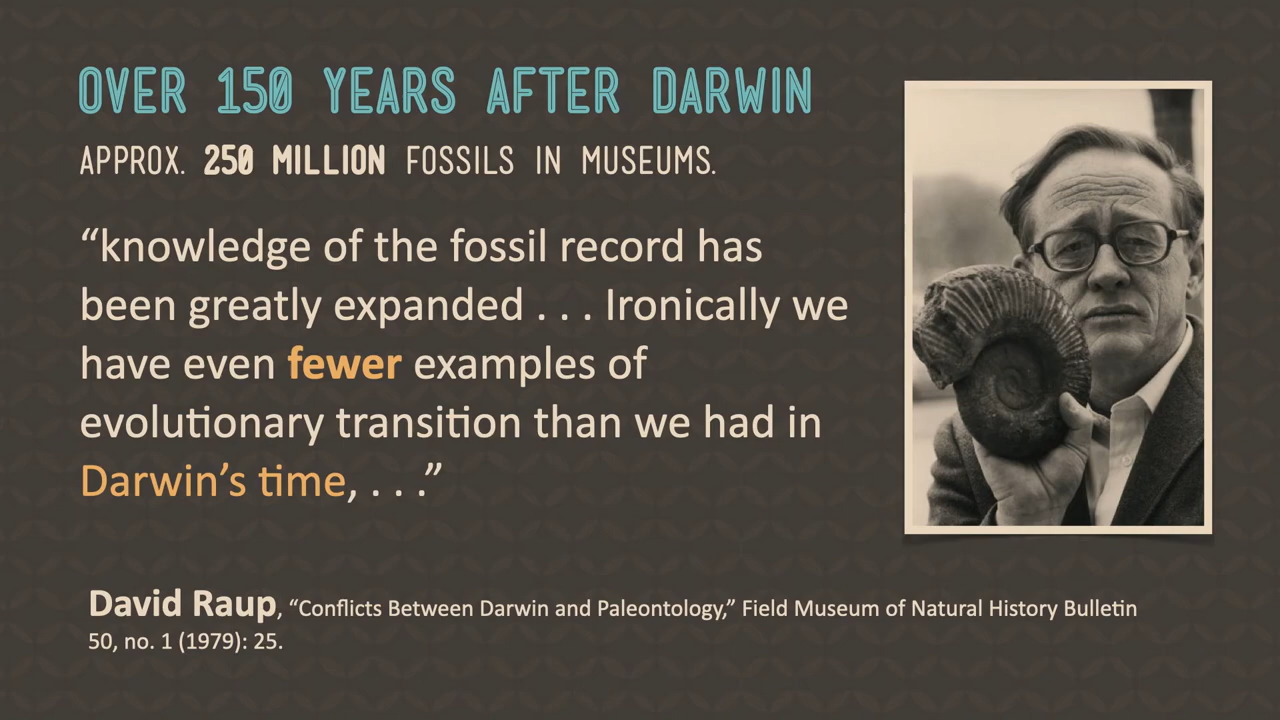 OVER 150 YEARS AFTER DARWIN
APPROX. 250 MILLION FOSSILS IN MUSEUMS.
“knowledge of the fossil record has
been greatly expanded . . . Ironically we
have even fewer examples of
evolutionary transition than we had in
Darwin’s time, . . .”
David Raup, “Conflicts Between Darwin and Paleontology,” Field Museum of Natural History Bulletin
50, no. 1 (1979): 25.